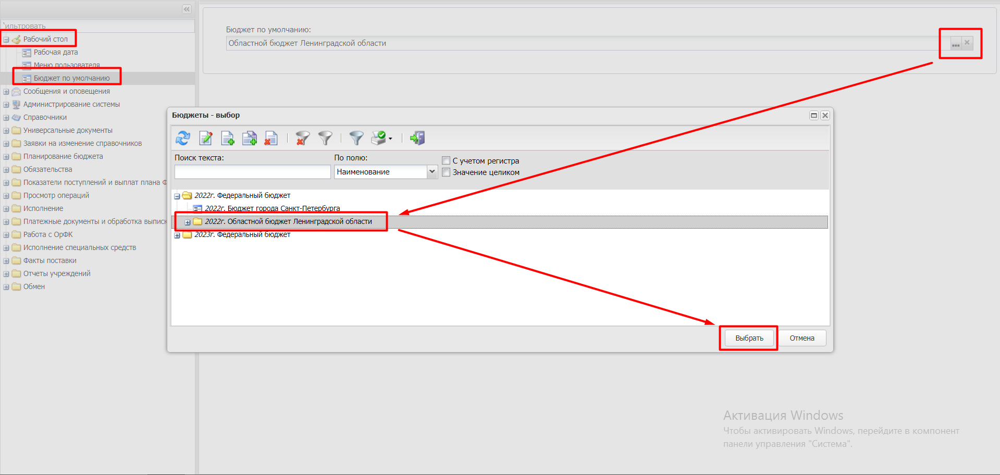 Бюджет по умолчанию:
Областной бюджет Ленинградской области
...
ильтровать
Рабочий стол
Рабочая дата
Меню пользователя
Бюджет по умолчанию
Сообщения и оповещения
Администрирование системы
Справочники
Универсальные документы
Заявки на изменение справочников
Планирование бюджета
Обязательства
Показатели поступлений и выплат плана Ф
Просмотр операций
Исполнение
Платежные документы и обработка выписк
Работа с ОрФК
Исполнение специальных средств
Факты поставки
Отчеты учреждений
Обмен
Бюджеты - выбор
Поиск текста:
По полю:
Наименование
С учетом регистра
Значение целиком
2022г. Федеральный бюджет
2022г. Бюджет города Санкт-Петербурга
2022г. Областной бюджет Ленинградской области
2023г. Федеральный бюджет
Выбрать
Отмена
Активация Windows
Чтобы активировать Windows, перейдите в компонент
панели управления "Система".